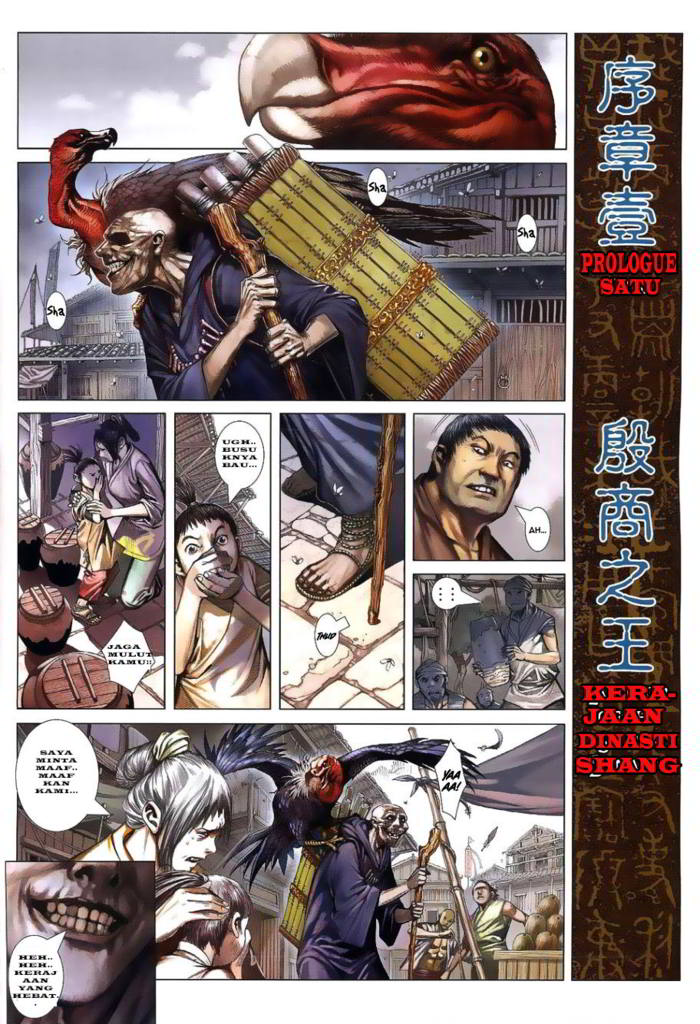 序章壹
PROLOGUE
SATU
殷商之王
KERA-
JAAN
DINASTI
SHANG
Sha
Sha
Sha
UGH..
BUSU
KNYA
BAU...
AH...
JAGA
MULUT
KAMU::
THUD
SAYA
MINTA
MAAF..
MAAF
KAN
KAMI...
YAA
AA!
HEH..
HEH..
KERAJ
AAN
YANG
HEBAT.
.